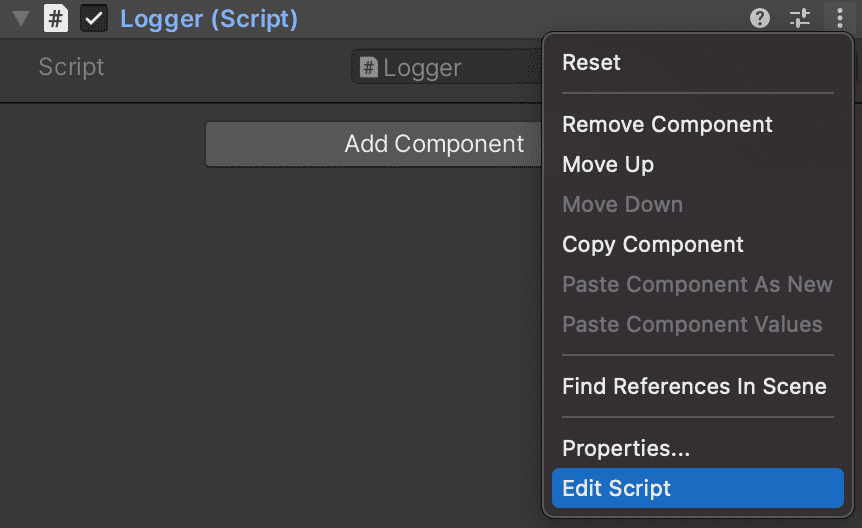 # Logger (Script)
Script
# Logger
Add Component
Reset
Remove Component
Move Up
Move Down
Copy Component
Paste Component As New
Paste Component Values
Find References In Scene
Properties...
Edit Script